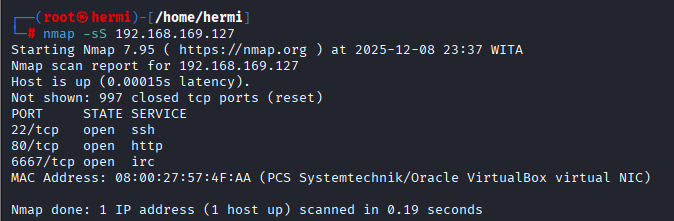 ┌──(root㉿hermi)-[/home/hermi]
└─# nmap -sS 192.168.169.127
Starting Nmap 7.95 ( https://nmap.org ) at 2025-12-08 23:37 WITA
Nmap scan report for 192.168.169.127
Host is up (0.00015s latency).
Not shown: 997 closed tcp ports (reset)
PORT     STATE SERVICE
22/tcp   open  ssh
80/tcp   open  http
6667/tcp open  irc
MAC Address: 08:00:27:57:4F:AA (PCS Systemtechnik/Oracle VirtualBox virtual NIC)
Nmap done: 1 IP address (1 host up) scanned in 0.19 seconds